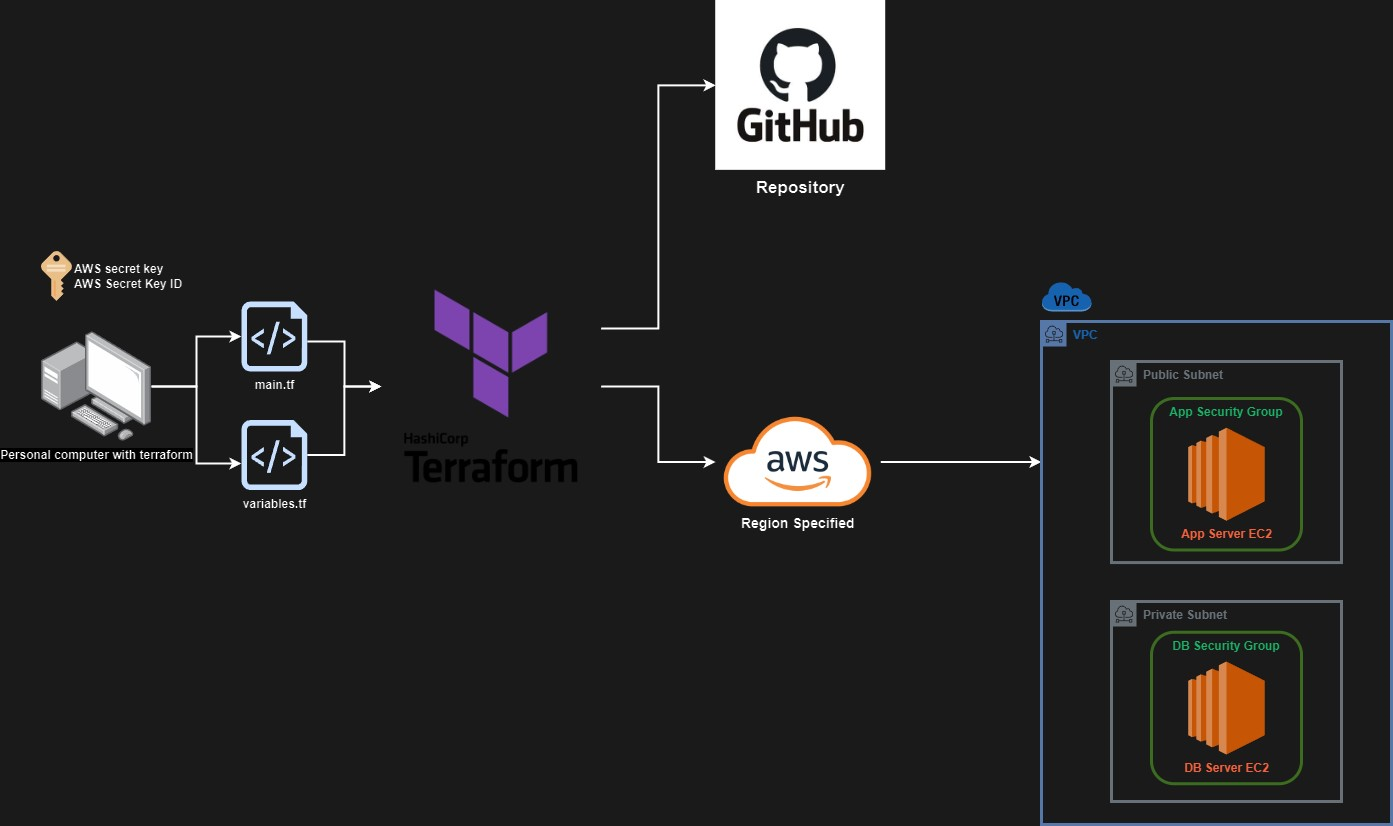 GitHub
Repository
AWS secret key
AWS Secret Key ID
</>
main.tf
Personal computer with terraform
</>
variables.tf
HashiCorp
Terraform
aws
Region Specified
VPC
VPC
Public Subnet
App Security Group
App Server EC2
Private Subnet
DB Security Group
DB Server EC2